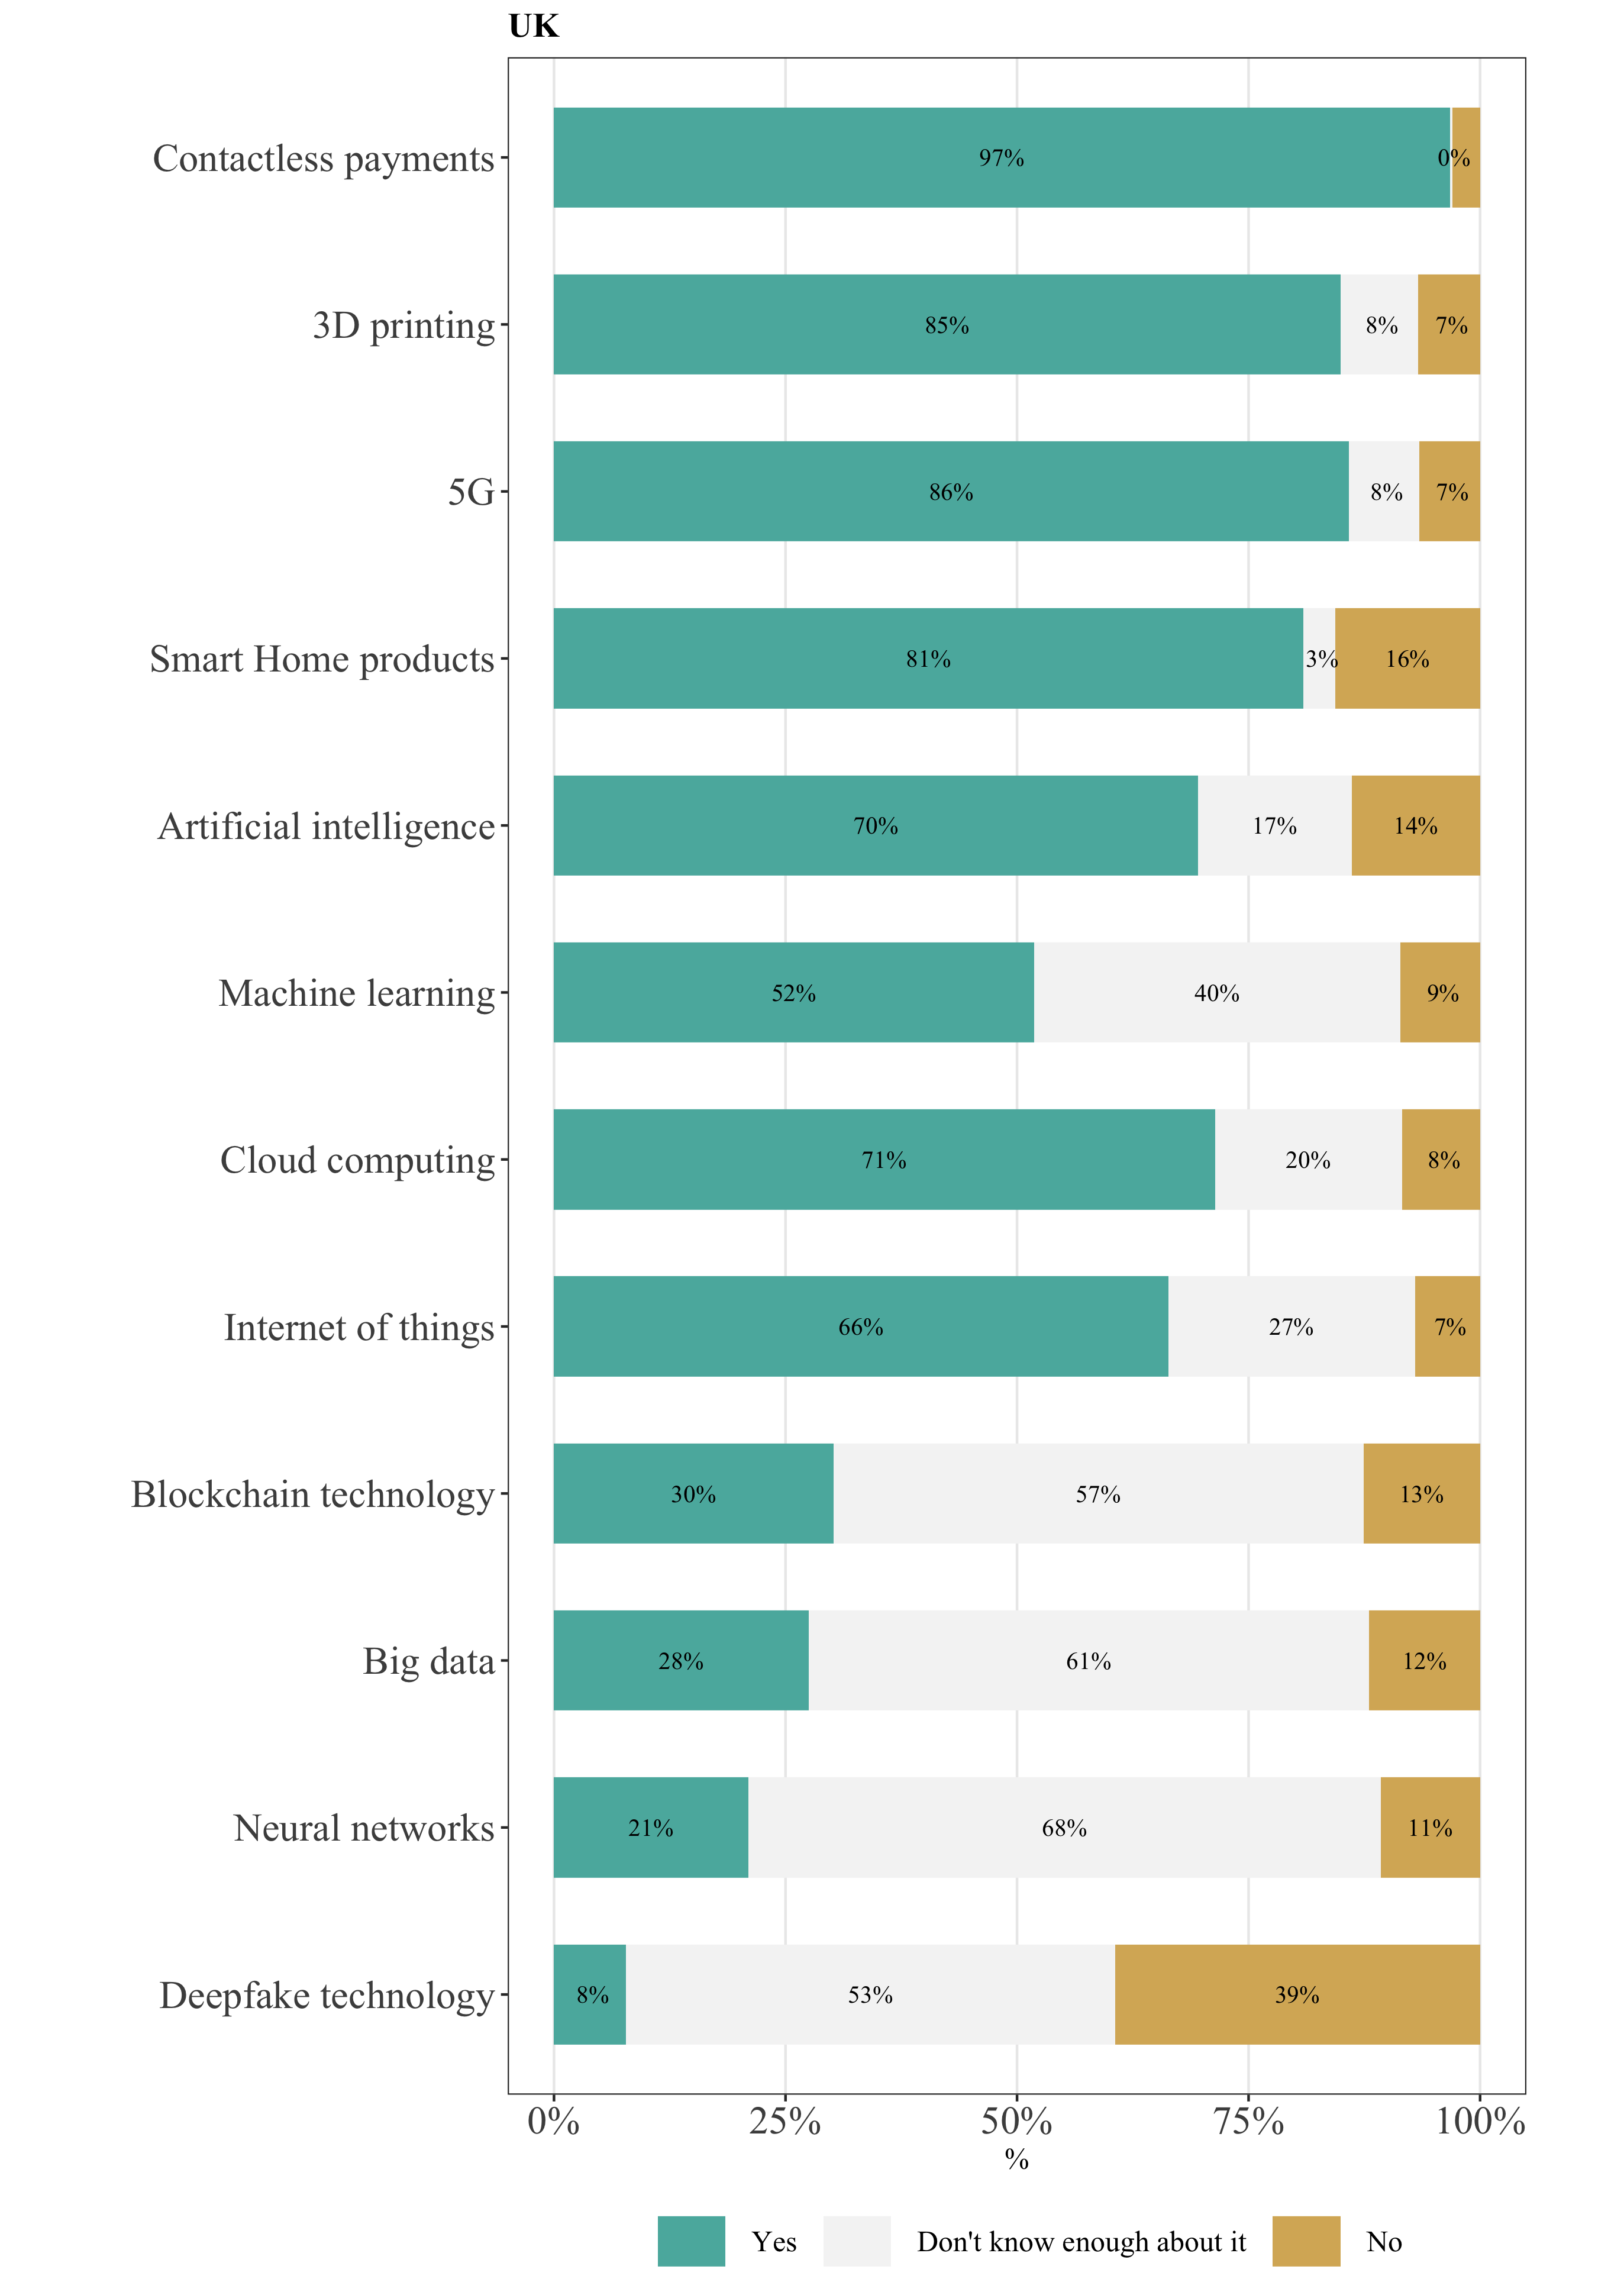 UK
Contactless payments 97% 0%
3D printing 85% 8% 7%
5G 86% 8% 7%
Smart Home products 81% 3% 16%
Artificial intelligence 70% 17% 14%
Machine learning 52% 40% 9%
Cloud computing 71% 20% 8%
Internet of things 66% 27% 7%
Blockchain technology 30% 57% 13%
Big data 28% 61% 12%
Neural networks 21% 68% 11%
Deepfake technology 8% 53% 39%
0% 25% 50% 75% 100%
%
Yes Don't know enough about it No